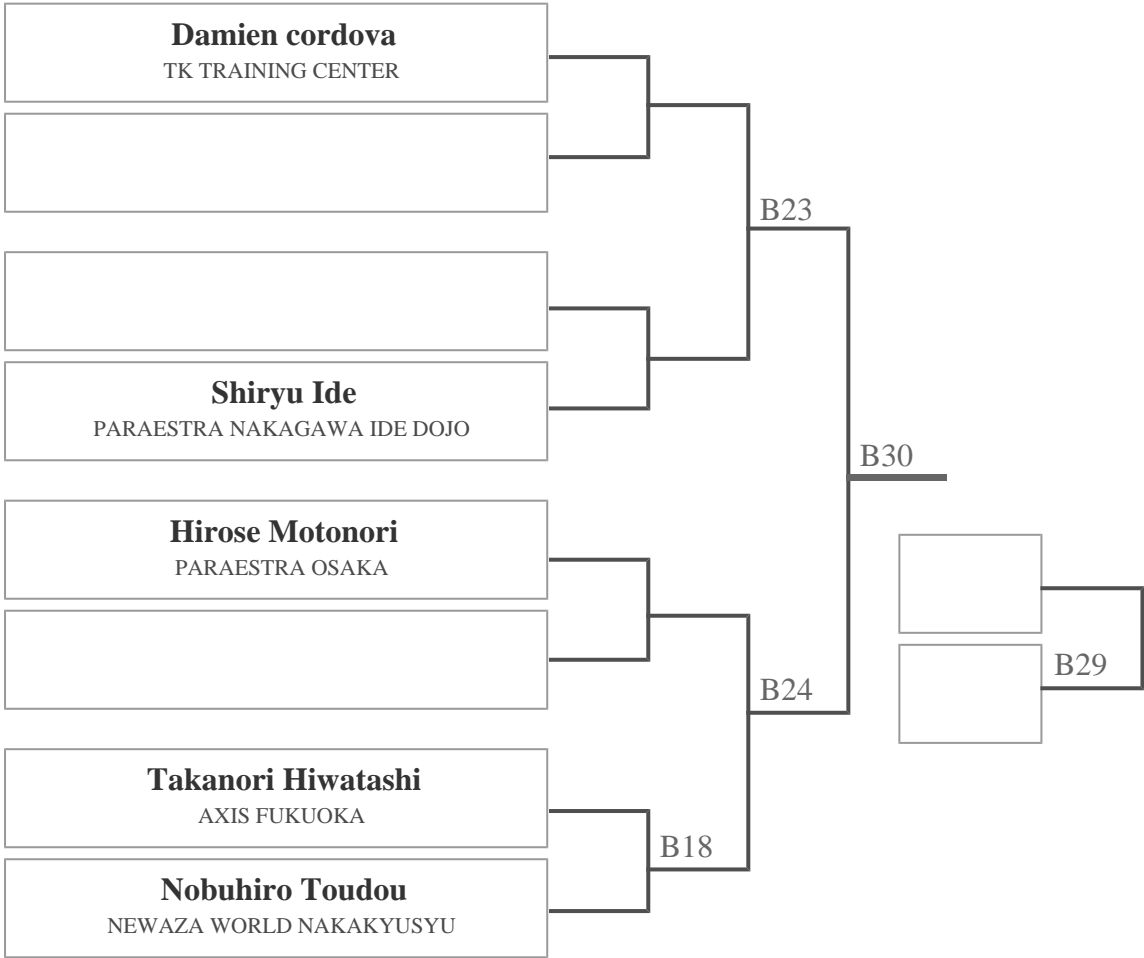 Damien cordova
TK TRAINING CENTER
B23
Shiryu Ide
PARAESTRA NAKAGAWA IDE DOJO
B30
Hirose Motonori
PARAESTRA OSAKA
B29
B24
Takanori Hiwatashi
AXIS FUKUOKA
B18
Nobuhiro Toudou
NEWAZA WORLD NAKAKYUSYU